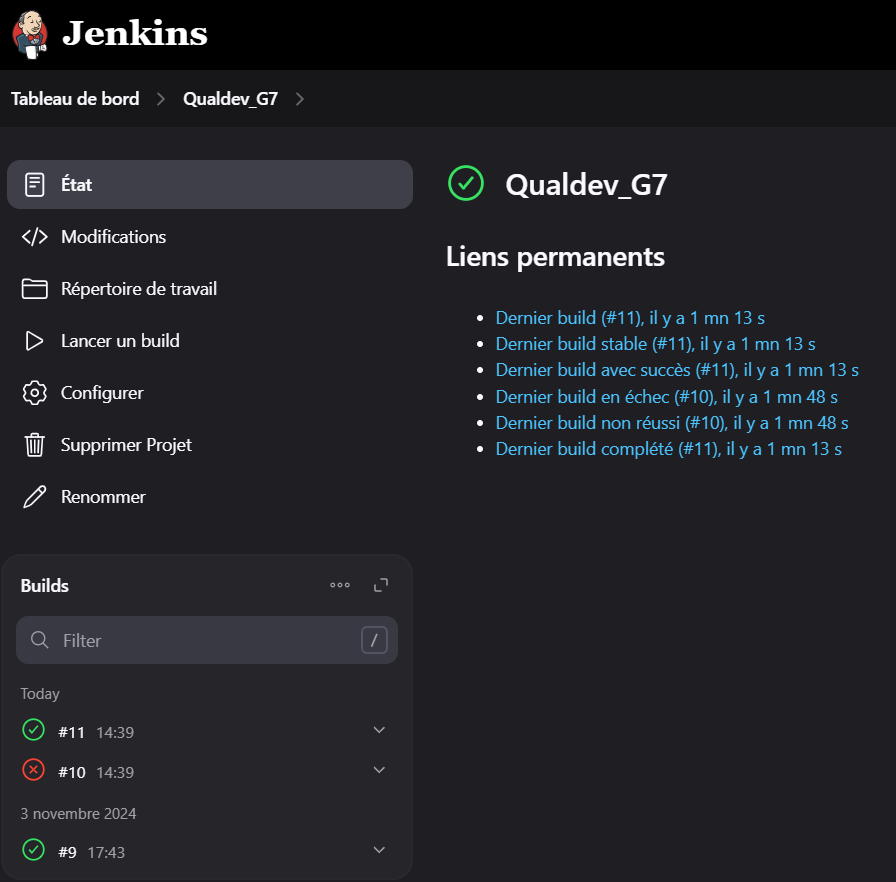 Jenkins
Tableau de bord > Qualdev_G7 >
État
Modifications
Répertoire de travail
Lancer un build
Configurer
Supprimer Projet
Renommer
Builds
Filter /
Today
#11 14:39
#10 14:39
3 novembre 2024
#9 17:43
Qualdev_G7
Liens permanents
Dernier build (#11), il y a 1 mn 13 s
Dernier build stable (#11), il y a 1 mn 13 s
Dernier build avec succès (#11), il y a 1 mn 13 s
Dernier build en échec (#10), il y a 1 mn 48 s
Dernier build non réussi (#10), il y a 1 mn 48 s
Dernier build complété (#11), il y a 1 mn 13 s